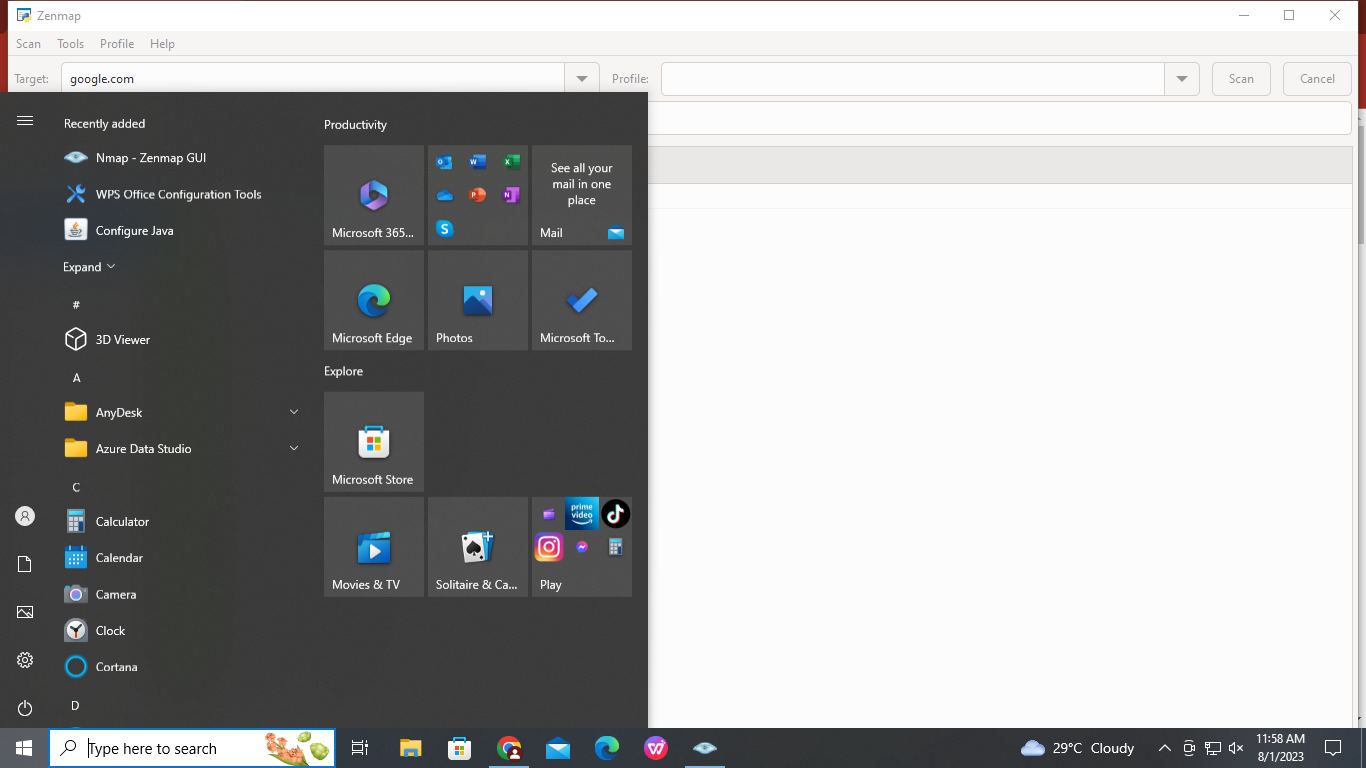 Zenmap
Scan Tools Profile Help
Target: google.com Profile: Scan Cancel
Recently added
Nmap - Zenmap GUI
WPS Office Configuration Tools
Configure Java
Expand
#
3D Viewer
A
AnyDesk
Azure Data Studio
C
Calculator
Calendar
Camera
Clock
Cortana
D
Productivity
Microsoft 365...
See all your
mail in one
place
Mail
Microsoft Edge
Photos
Microsoft To...
Explore
Microsoft Store
Movies & TV
Solitaire & Ca...
prime
video
Play
Type here to search
29°C Cloudy
11:58 AM
8/1/2023